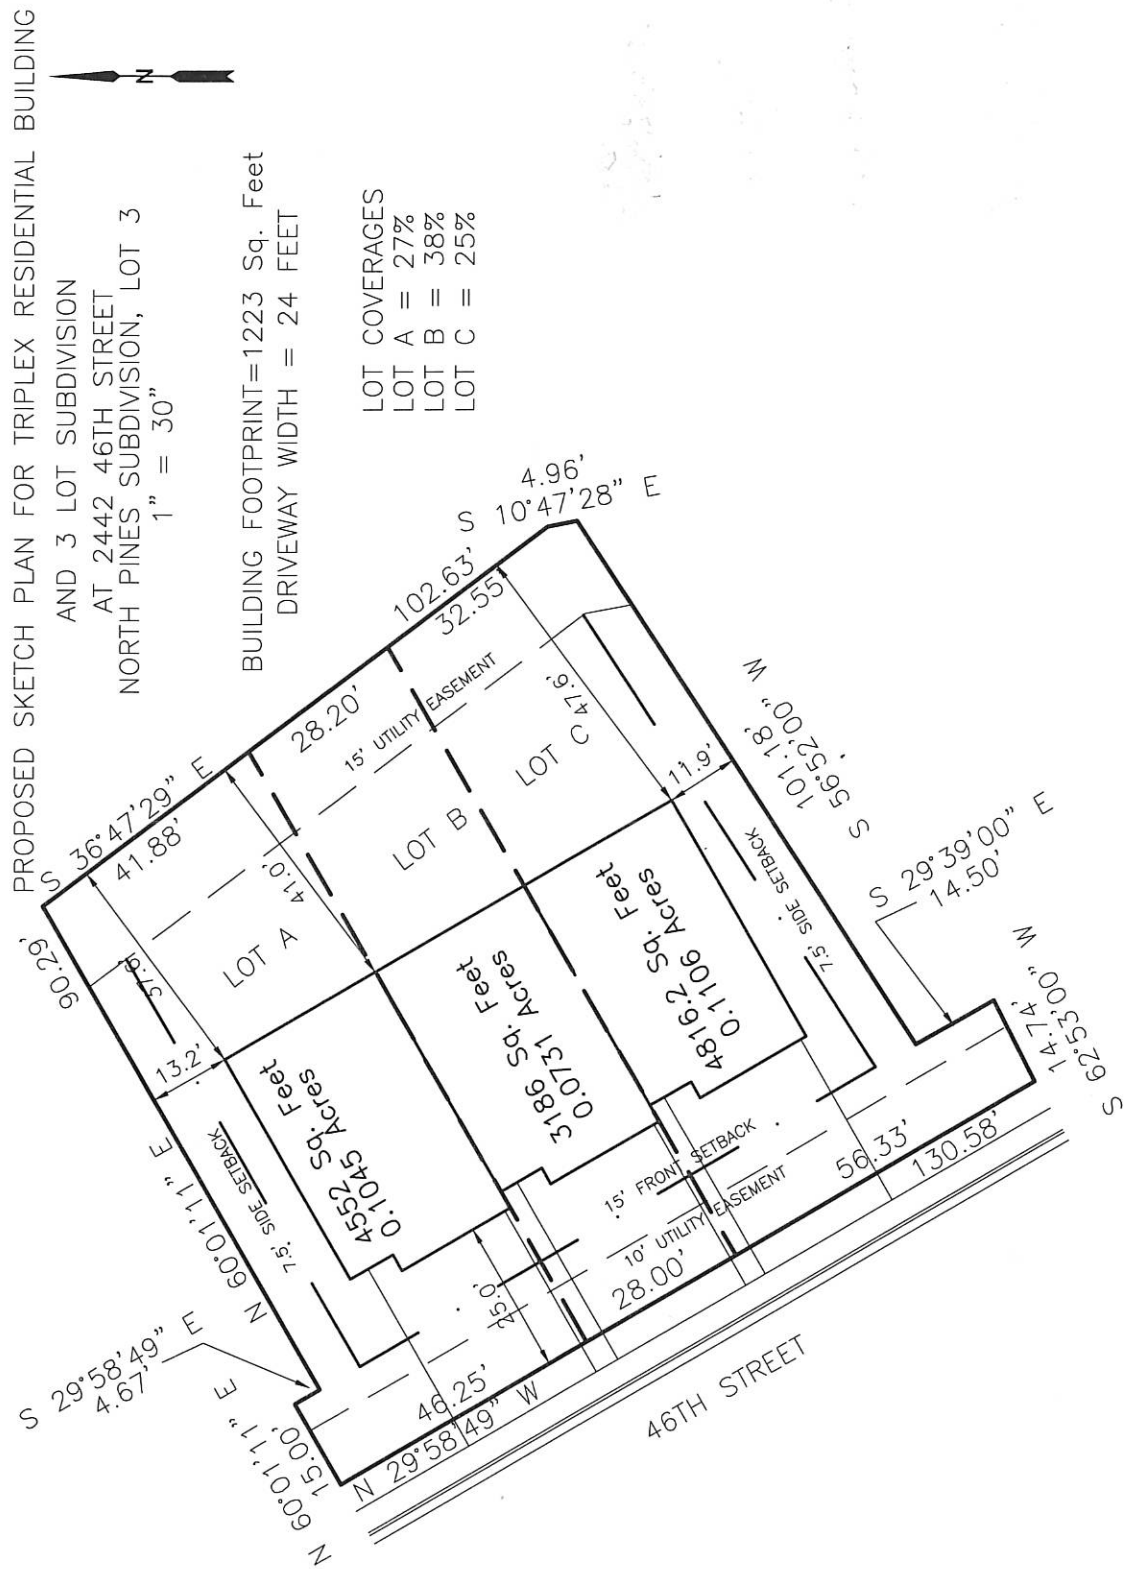 PROPOSED SKETCH PLAN FOR TRIPLEX RESIDENTIAL BUILDING
AND 3 LOT SUBDIVISION
AT 2442 46TH STREET
NORTH PINES SUBDIVISION, LOT 3
1" = 30"
N
BUILDING FOOTPRINT=1223 Sq. Feet
DRIVEWAY WIDTH = 24 FEET
LOT COVERAGES
LOT A = 27%
LOT B = 38%
LOT C = 25%
S 36°47'29" E
102.63'
41.88'
28.20'
32.55'
4.96'
S 10°47'28" E
90.29'
N 60°01'11" E
S 29°58'49" E
4.67'
N 60°01'11" E
15.00'
15' UTILITY EASEMENT
57.6'
41.0'
47.6'
13.2'
11.9'
LOT A
LOT B
LOT C
4552 Sq. Feet
0.1045 Acres
3186 Sq. Feet
0.0731 Acres
4816.2 Sq. Feet
0.1106 Acres
7.5' SIDE SETBACK
7.5' SIDE SETBACK
101.18'
S 56°52'00" W
S 29°39'00" E
14.50'
14.74'
S 62°53'00" W
25.0'
15' FRONT SETBACK
10' UTILITY EASEMENT
46.25'
28.00'
56.33'
N 29°58'49" W
130.58'
46TH STREET